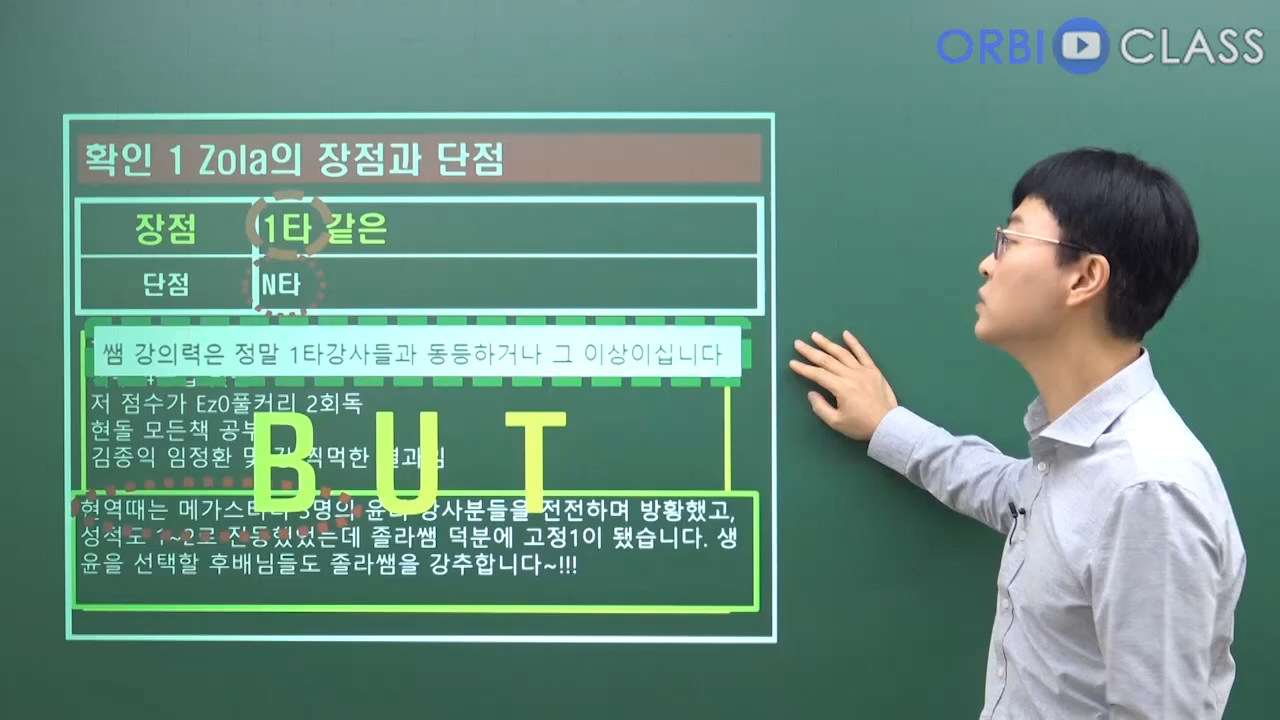 ORBI CLASS
확인 1 Zola의 장점과 단점
장점 1타 같은
단점 N타
쌤 강의력은 정말 1타강사들과 동등하거나 그 이상이십니다
저 점수가 Ez0풀커리 2회독
현돌 모든책 공부
김종익 임정환 찍먹한 결과임
BUT
현역때는 메가스터디 3명의 윤리 강사분들을 전전하며 방황했고,
성적도 1~2로 진동했었는데 졸라쌤 덕분에 고정1이 됐습니다. 생
윤을 선택할 후배님들도 졸라쌤을 강추합니다~!!!